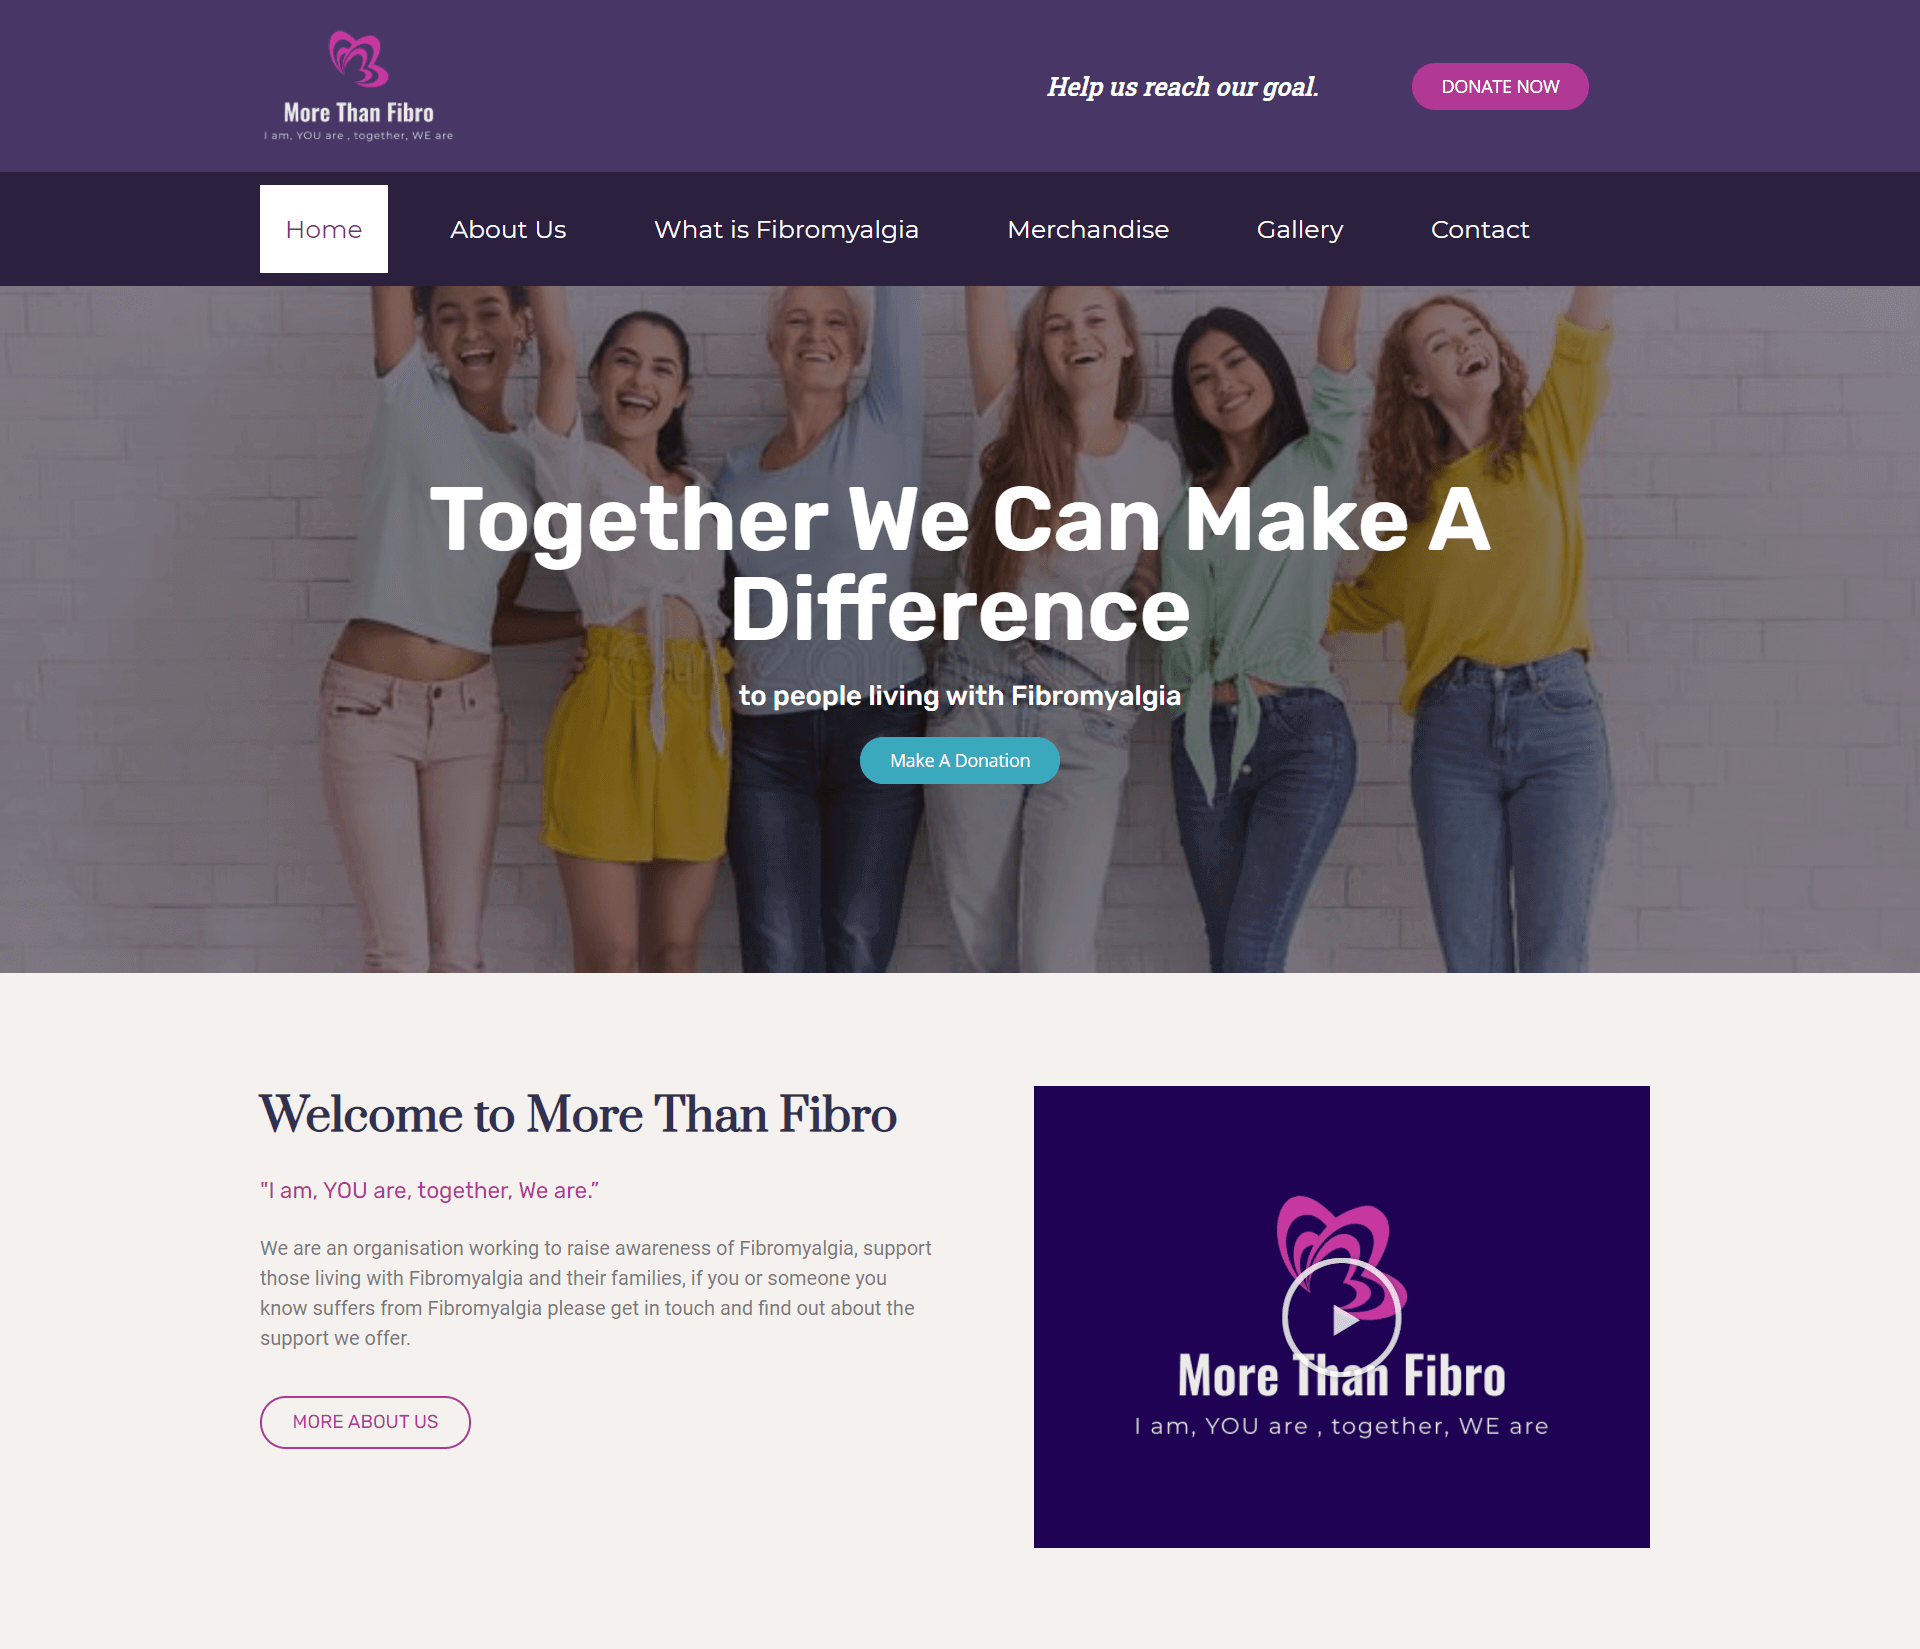 More Than Fibro
I am, YOU are , together, WE are
Help us reach our goal.
DONATE NOW
Home
About Us
What is Fibromyalgia
Merchandise
Gallery
Contact
Together We Can Make A
Difference
to people living with Fibromyalgia
Make A Donation
Welcome to More Than Fibro
"I am, YOU are, together, We are.”
We are an organisation working to raise awareness of Fibromyalgia, support
those living with Fibromyalgia and their families, if you or someone you
know suffers from Fibromyalgia please get in touch and find out about the
support we offer.
MORE ABOUT US
More Than Fibro
I am, YOU are , together, WE are